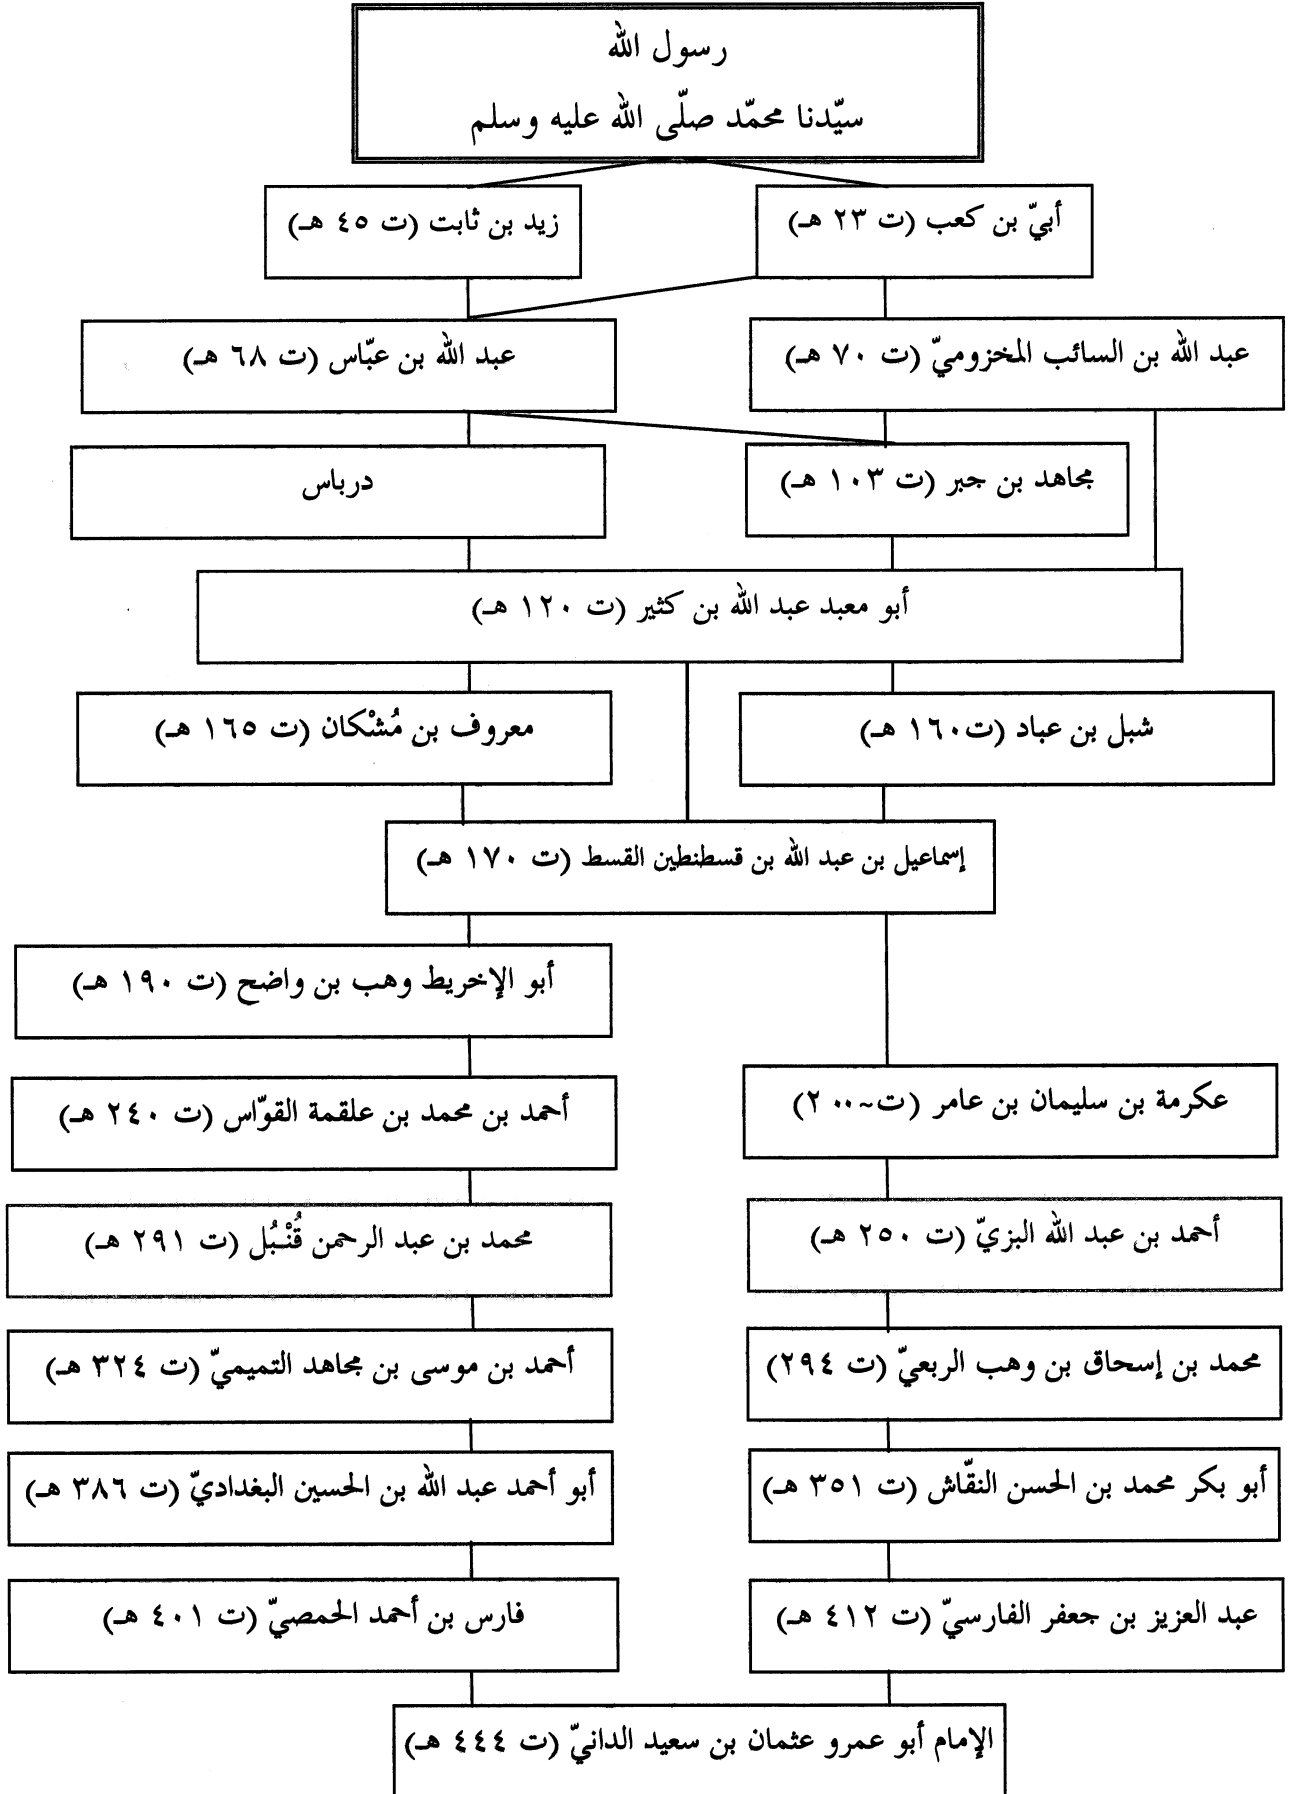 رسول الله
سيّدنا محمّد صلّى الله عليه وسلم
أبيّ بن كعب (ت ٢٣ هـ)
زيد بن ثابت (ت ٤٥ هـ)
عبد الله بن السائب المخزوميّ (ت ٧٠ هـ)
عبد الله بن عبّاس (ت ٦٨ هـ)
مجاهد بن جبر (ت ١٠٣ هـ)
درباس
أبو معبد عبد الله بن كثير (ت ١٢٠ هـ)
شبل بن عباد (ت١٦٠ هـ)
معروف بن مُشْكان (ت ١٦٥ هـ)
إسماعيل بن عبد الله بن قسطنطين القسط (ت ١٧٠ هـ)
أبو الإخريط وهب بن واضح (ت ١٩٠ هـ)
عكرمة بن سليمان بن عامر (ت~٢٠٠)
أحمد بن محمد بن علقمة القوّاس (ت ٢٤٠ هـ)
أحمد بن عبد الله البزيّ (ت ٢٥٠ هـ)
محمد بن عبد الرحمن قُنْبُل (ت ٢٩١ هـ)
محمد بن إسحاق بن وهب الربعيّ (ت ٢٩٤)
أحمد بن موسى بن مجاهد التميميّ (ت ٣٢٤ هـ)
أبو بكر محمد بن الحسن النقّاش (ت ٣٥١ هـ)
أبو أحمد عبد الله بن الحسين البغداديّ (ت ٣٨٦ هـ)
عبد العزيز بن جعفر الفارسيّ (ت ٤١٢ هـ)
فارس بن أحمد الحمصيّ (ت ٤٠١ هـ)
الإمام أبو عمرو عثمان بن سعيد الدانيّ (ت ٤٤٤ هـ)